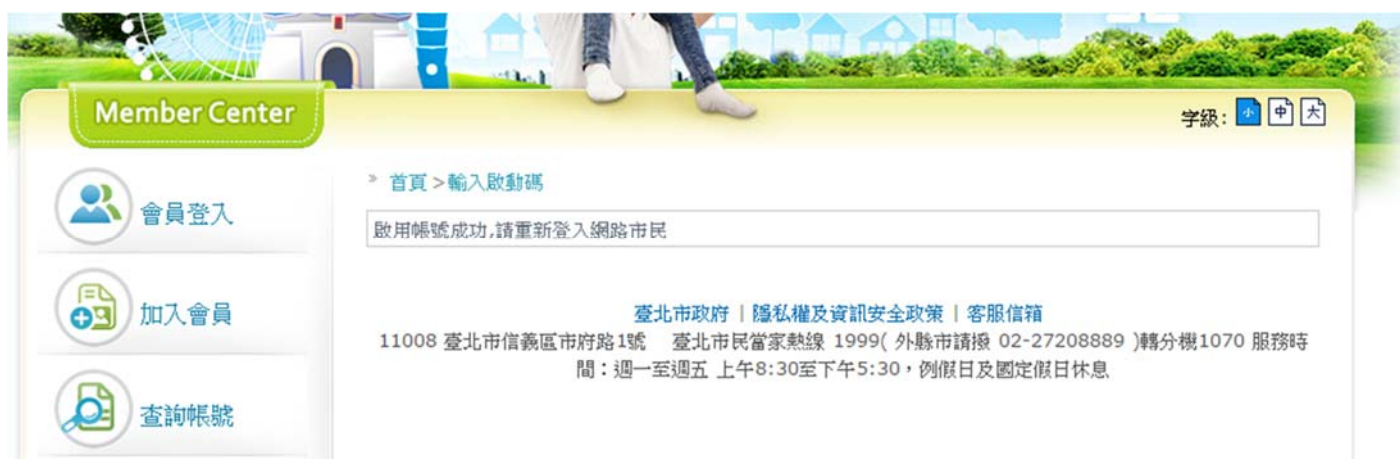 Member Center
字級: 小 中 大
會員登入
加入會員
查詢帳號
» 首頁 >輸入啟動碼
啟用帳號成功,請重新登入網路市民
臺北市政府 | 隱私權及資訊安全政策 | 客服信箱
11008 臺北市信義區市府路1號 臺北市民當家熱線 1999( 外縣市請撥 02-27208889 )轉分機1070 服務時
間：週一至週五 上午8:30至下午5:30，例假日及國定假日休息